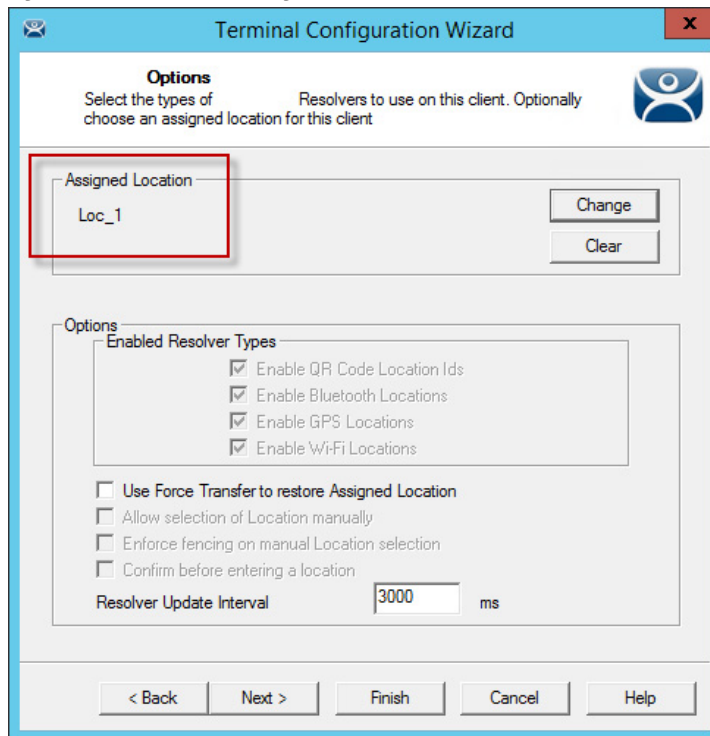 Terminal Configuration Wizard
x
Options
Select the types of Resolvers to use on this client. Optionally
choose an assigned location for this client
Assigned Location
Loc_1
Change
Clear
Options
Enabled Resolver Types
Enable QR Code Location Ids
Enable Bluetooth Locations
Enable GPS Locations
Enable Wi-Fi Locations
Use Force Transfer to restore Assigned Location
Allow selection of Location manually
Enforce fencing on manual Location selection
Confirm before entering a location
Resolver Update Interval 3000 ms
< Back Next > Finish Cancel Help